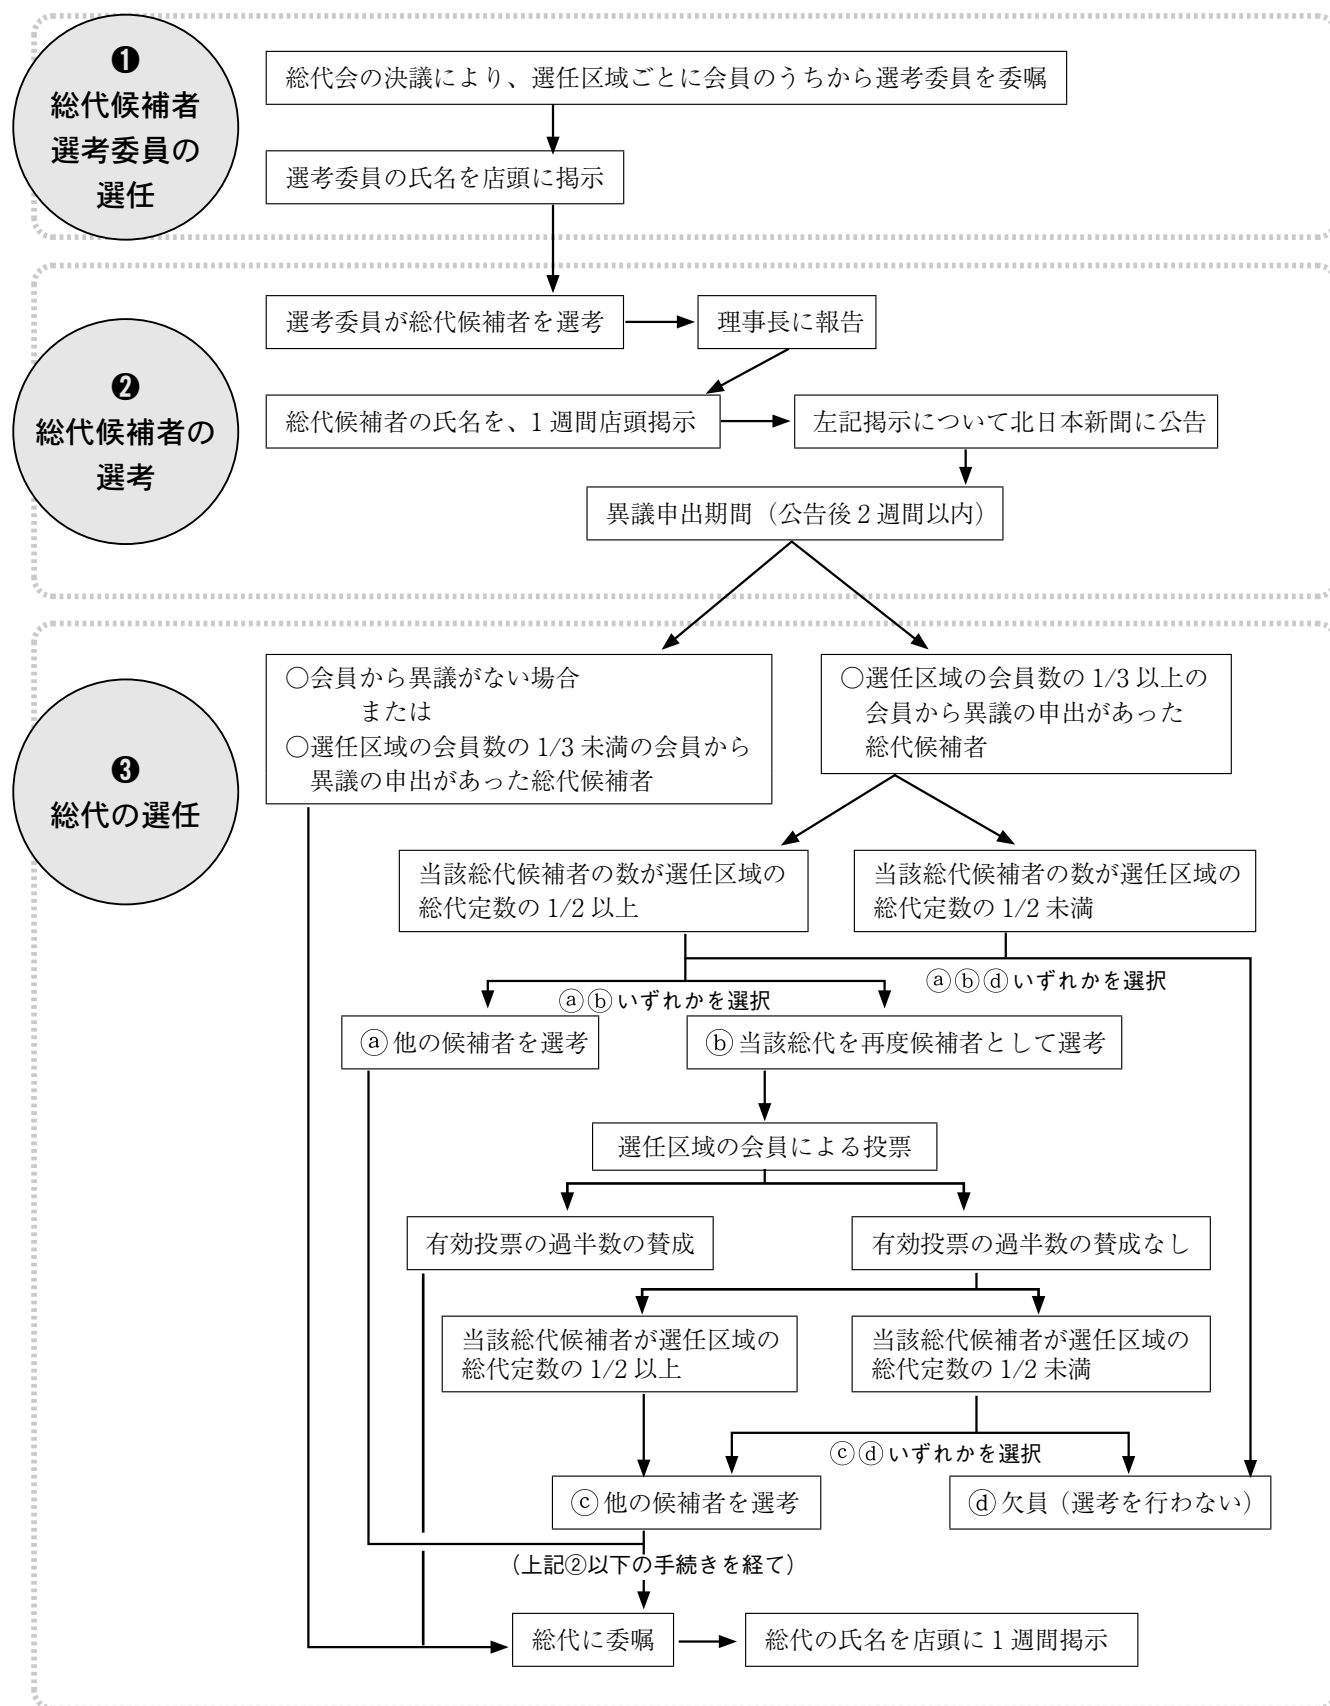 ❶
総代候補者
選考委員の
選任
総代会の決議により、選任区域ごとに会員のうちから選考委員を委嘱
選考委員の氏名を店頭に掲示
❷
総代候補者の
選考
選考委員が総代候補者を選考
理事長に報告
総代候補者の氏名を、1週間店頭掲示
左記掲示について北日本新聞に公告
異議申出期間（公告後2週間以内）
❸
総代の選任
○会員から異議がない場合
または
○選任区域の会員数の1/3未満の会員から
異議の申出があった総代候補者
○選任区域の会員数の1/3以上の
会員から異議の申出があった
総代候補者
当該総代候補者の数が選任区域の
総代定数の1/2以上
当該総代候補者の数が選任区域の
総代定数の1/2未満
ⓐⓑいずれかを選択
ⓐⓑⓓいずれかを選択
ⓐ他の候補者を選考
ⓑ当該総代を再度候補者として選考
選任区域の会員による投票
有効投票の過半数の賛成
有効投票の過半数の賛成なし
当該総代候補者が選任区域の
総代定数の1/2以上
当該総代候補者が選任区域の
総代定数の1/2未満
ⓒⓓいずれかを選択
ⓒ他の候補者を選考
ⓓ欠員（選考を行わない）
（上記②以下の手続きを経て）
総代に委嘱
総代の氏名を店頭に1週間掲示